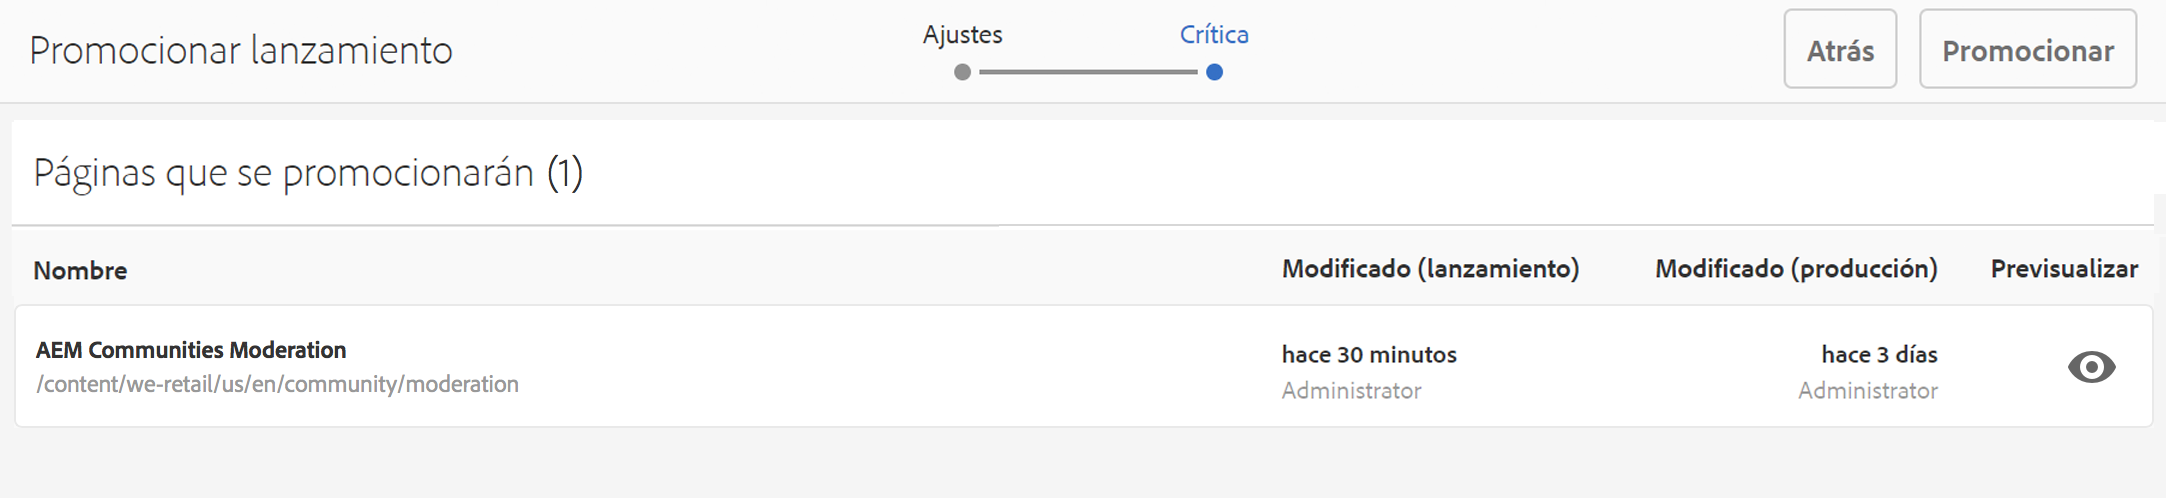 Promocionar lanzamiento
Ajustes
Crítica
Atrás
Promocionar
Páginas que se promocionarán (1)
Nombre
Modificado (lanzamiento)
Modificado (producción)
Previsualizar
AEM Communities Moderation
/content/we-retail/us/en/community/moderation
hace 30 minutos
Administrator
hace 3 días
Administrator